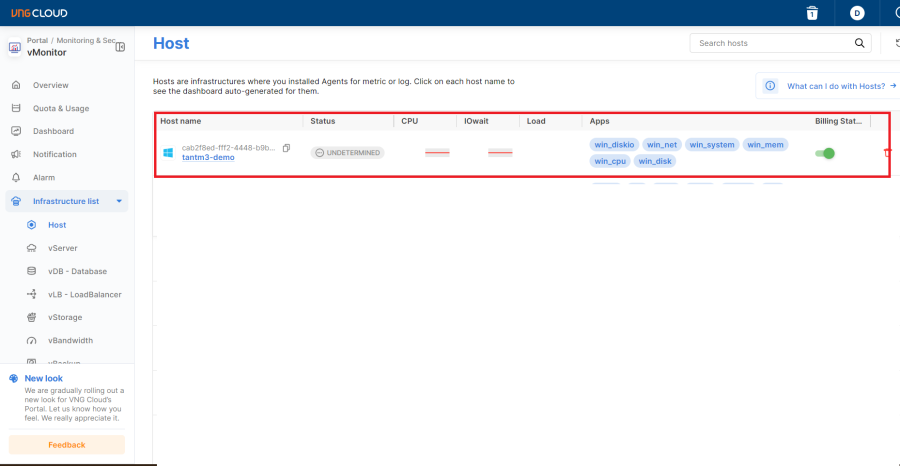 VNG CLOUD
1
D
Portal / Monitoring & Sec
vMonitor
Overview
Quota & Usage
Dashboard
Notification
Alarm
Infrastructure list
Host
vServer
vDB - Database
vLB - LoadBalancer
vStorage
vBandwidth
vBackup
New look
We are gradually rolling out a
new look for VNG Cloud's
Portal. Let us know how you
feel. We really appreciate it.
Feedback
Host
Search hosts
Hosts are infrastructures where you installed Agents for metric or log. Click on each host name to
see the dashboard auto-generated for them.
What can I do with Hosts?
Host name Status CPU IOwait Load Apps Billing Stat...
cab2f8ed-fff2-4448-b9b...
tantm3-demo
UNDETERMINED
win_diskio win_net win_system win_mem
win_cpu win_disk